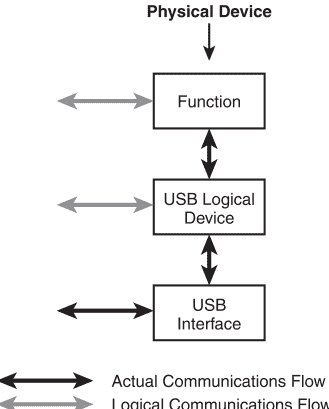 Physical Device
Function
USB Logical
Device
USB
Interface
Actual Communications Flow
Logical Communications Flow